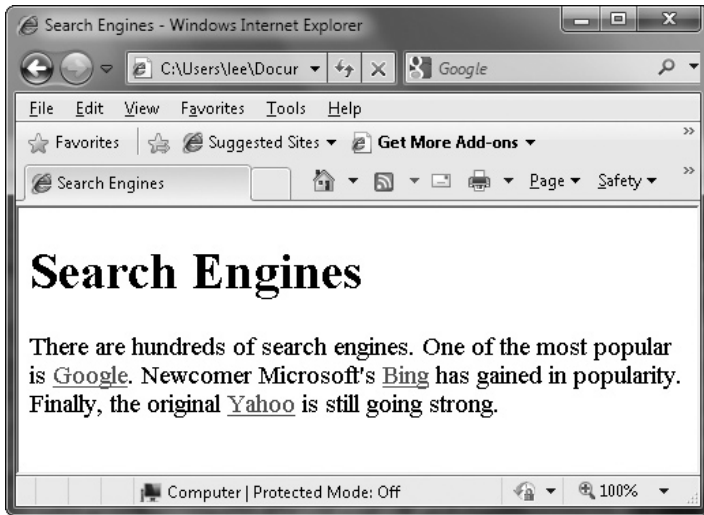 Search Engines - Windows Internet Explorer
C:\Users\lee\Docur Google
File Edit View Favorites Tools Help
Favorites Suggested Sites Get More Add-ons »
Search Engines Page Safety »
Search Engines
There are hundreds of search engines. One of the most popular
is Google. Newcomer Microsoft's Bing has gained in popularity.
Finally, the original Yahoo is still going strong.
Computer | Protected Mode: Off 100%